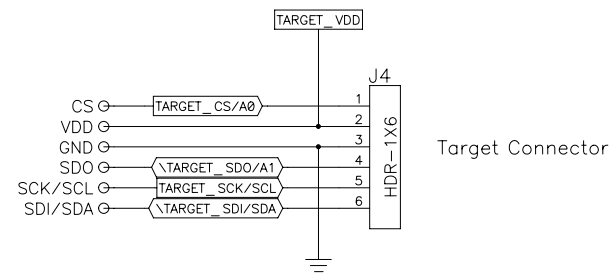 TARGET_VDD
J4
CS TARGET_CS/A0 1
VDD 2
GND 3
SDO \TARGET_SDO/A1 4
SCK/SCL TARGET_SCK/SCL 5
SDI/SDA \TARGET_SDI/SDA 6
HDR-1X6
Target Connector